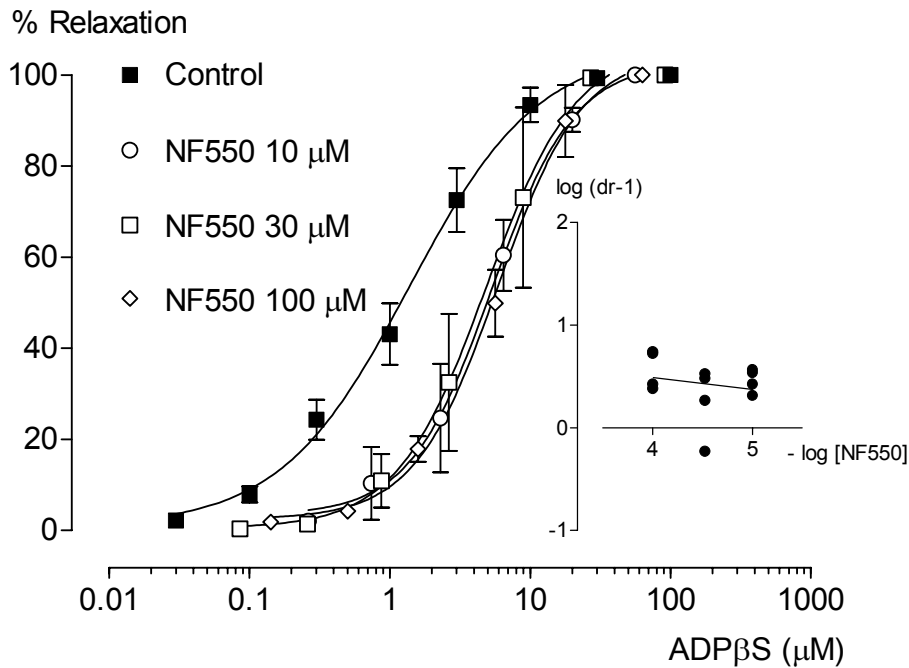 % Relaxation
100
80
60
40
20
0
Control
NF550 10 μM
NF550 30 μM
NF550 100 μM
log (dr-1)
2
1
0
-1
4
5
- log [NF550]
0.01
0.1
1
10
100
1000
ADPβS (μM)